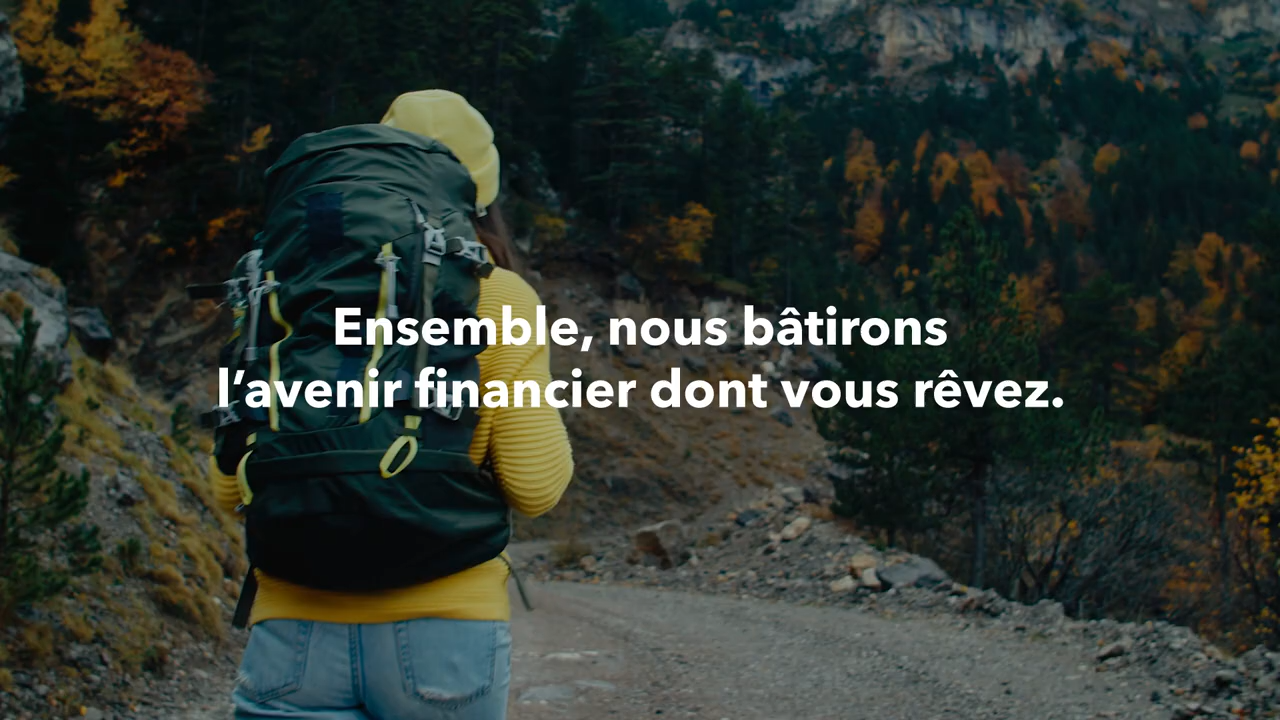 Ensemble, nous bâtirons
l’avenir financier dont vous rêvez.